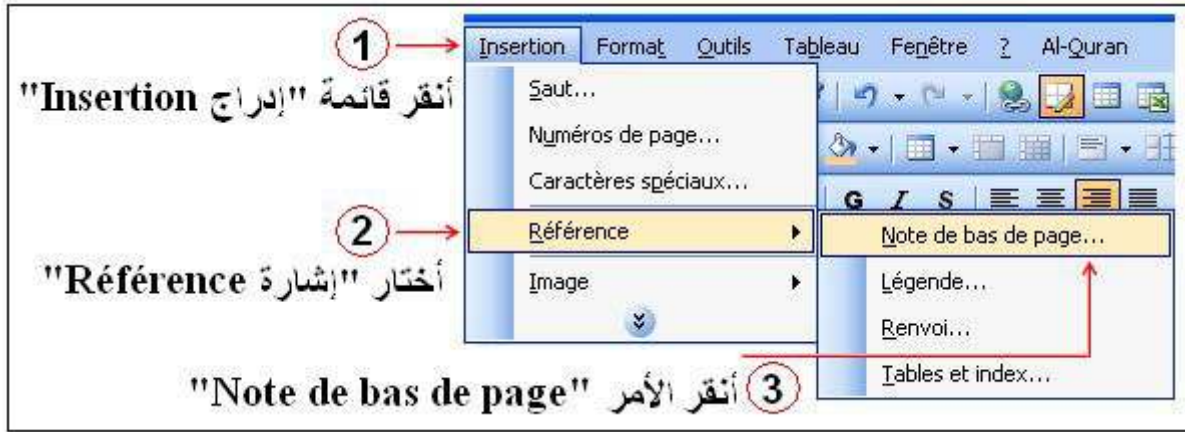 Insertion Format Outils Tableau Fenêtre ? Al-Quran
1
أنقر قائمة "إدراج Insertion"
Saut...
Numéros de page...
Caractères spéciaux...
G I S
2
Référence
Note de bas de page...
أختار "إشارة Référence"
Image
Légende...
Renvoi...
Tables et index...
3 أنقر الأمر "Note de bas de page"